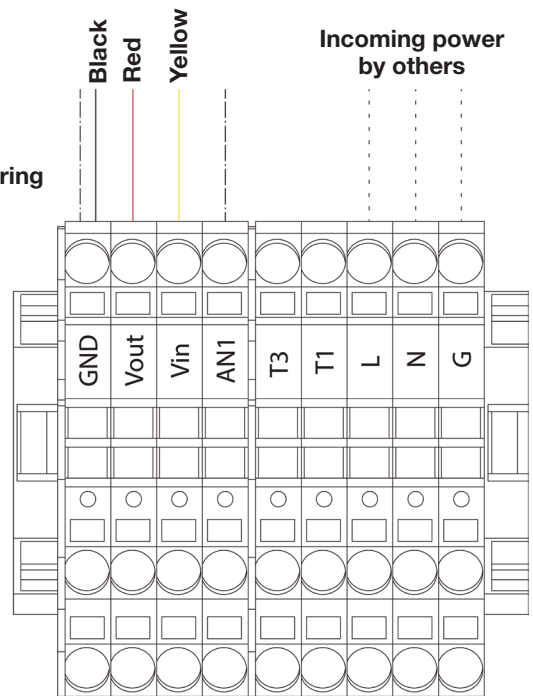 Black
Red
Yellow
Incoming power
by others
ring
GND
Vout
Vin
AN1
T3
T1
L
N
G